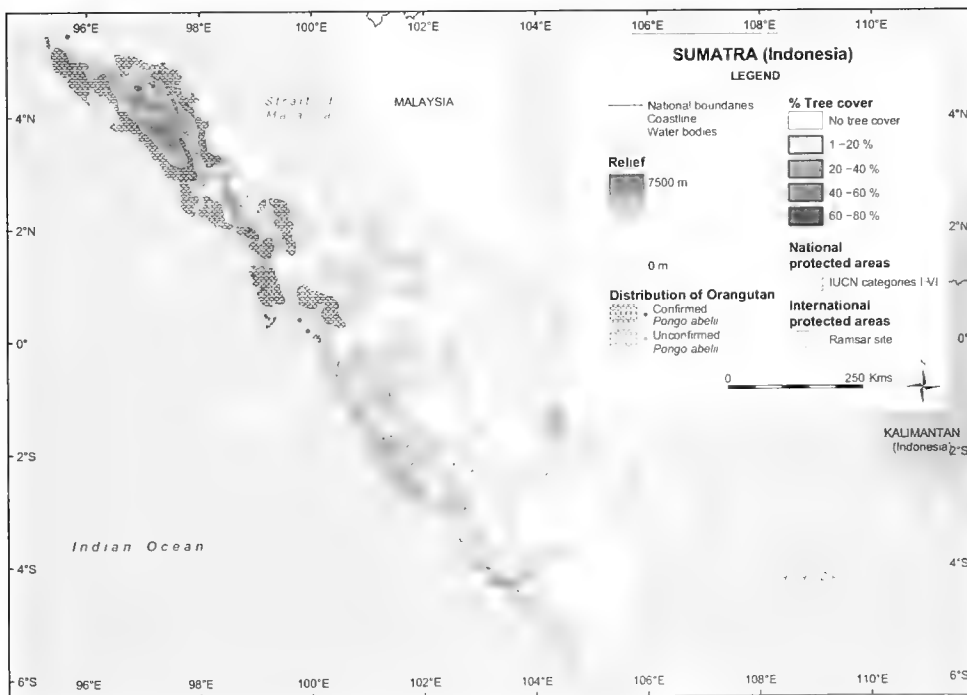 96°E 98°E 100°E 102°E 104°E 106°E 108°E 110°E
SUMATRA (Indonesia)
LEGEND
National boundaries
Coastline
Water bodies
Relief
7500 m
0 m
Distribution of Orangutan
Confirmed
Pongo abelii
Unconfirmed
Pongo abelii
% Tree cover
No tree cover
1 –20 %
20 –40 %
40 –60 %
60 –80 %
National
protected areas
IUCN categories I-VI
International
protected areas
Ramsar site
0 250 Kms
Strait
MALAYSIA
KALIMANTAN
(Indonesia)
Indian Ocean
4°N
2°N
0°
2°S
4°S
6°S
4°N
2°N
0°
2°S
4°S
6°S
96°E 98°E 100°E 102°E 104°E 106°E 108°E 110°E